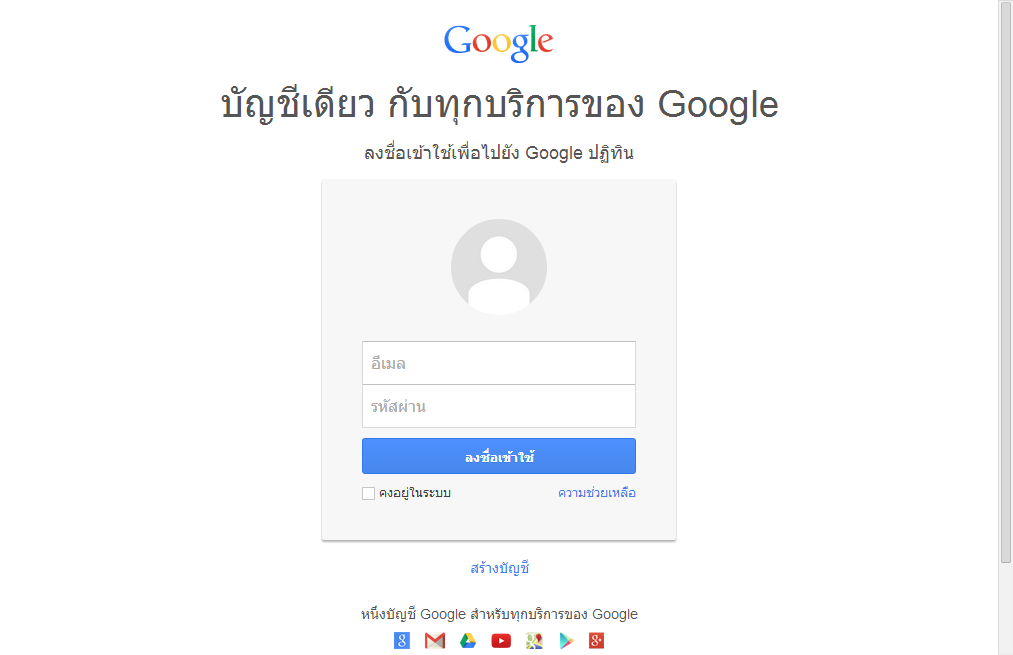 Google
บัญชีเดียว กับทุกบริการของ Google
ลงชื่อเข้าใช้เพื่อไปยัง Google ปฏิทิน
อีเมล
รหัสผ่าน
ลงชื่อเข้าใช้
คงอยู่ในระบบ ความช่วยเหลือ
สร้างบัญชี
หนึ่งบัญชี Google สำหรับทุกบริการของ Google